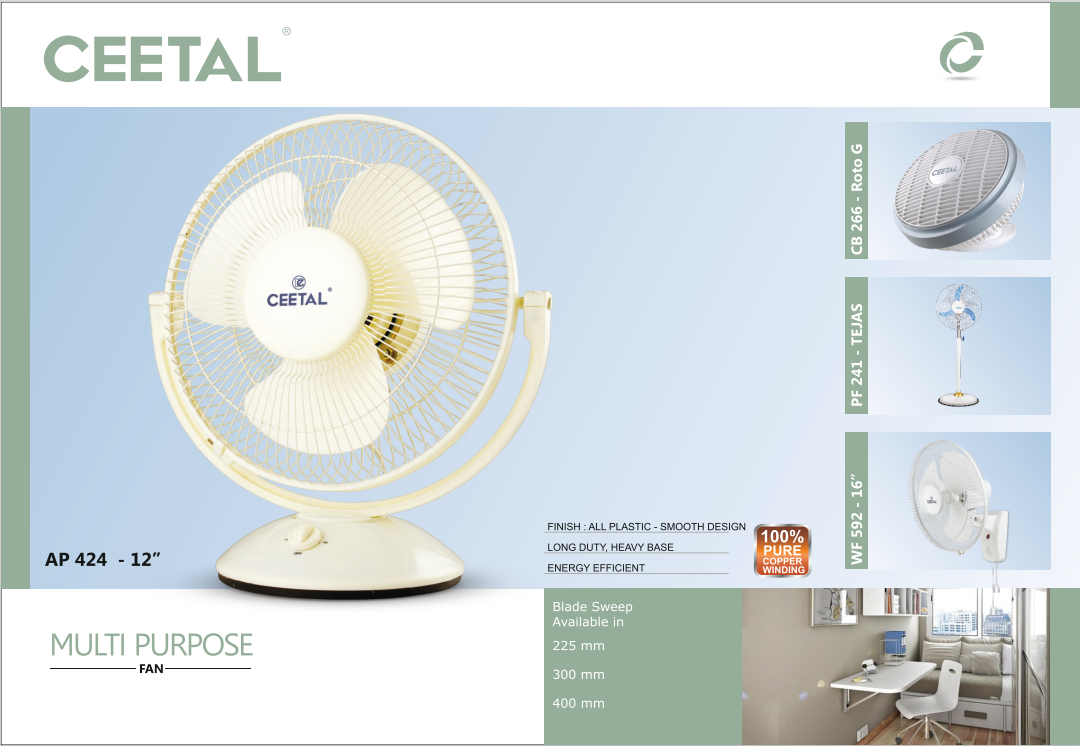 CEETAL®
CEETAL®
CB 266 - Roto G
CEETAL
PF 241 - TEJAS
WF 592 - 16”
AP 424 - 12”
FINISH : ALL PLASTIC - SMOOTH DESIGN
LONG DUTY, HEAVY BASE
ENERGY EFFICIENT
100%
PURE
COPPER
WINDING
MULTI PURPOSE
FAN
Blade Sweep
Available in
225 mm
300 mm
400 mm